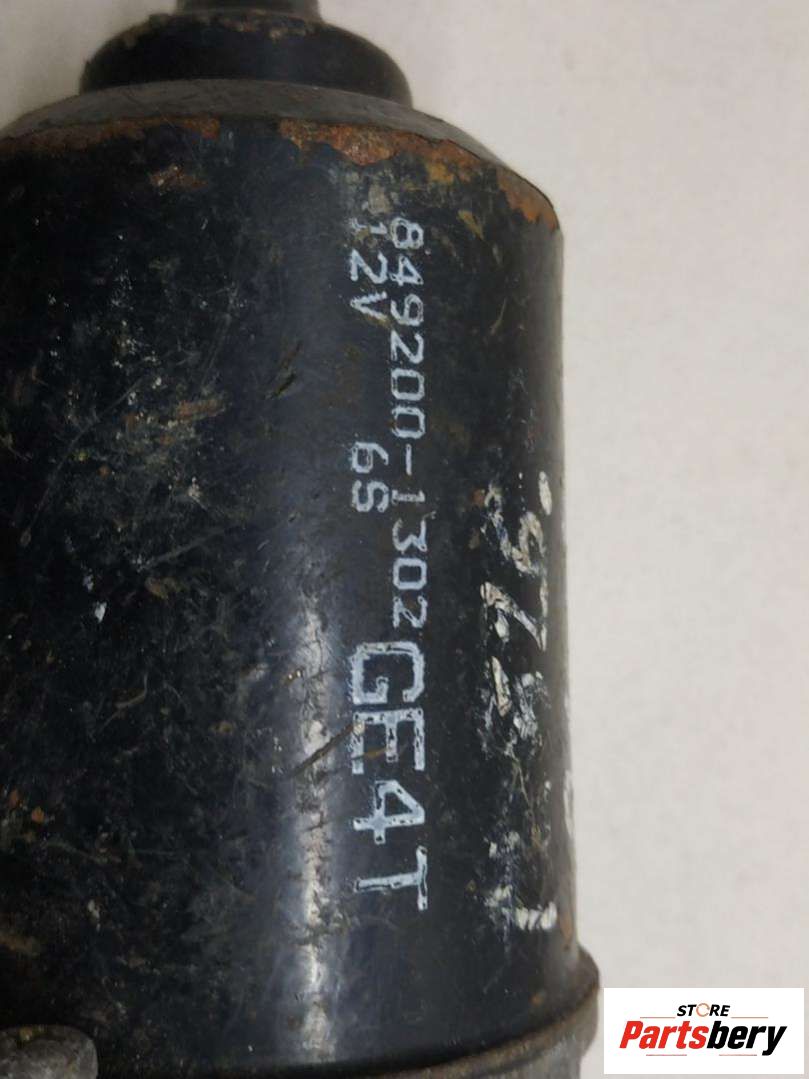 849200-1302
12V 6S
GE4T
STORE
Partsbery